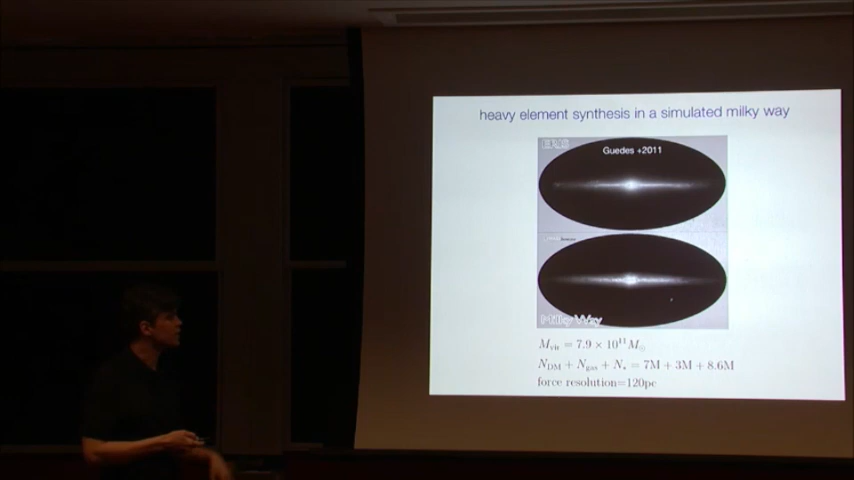 heavy element synthesis in a simulated milky way
ERIS
Guedes +2011
Milky Way
M_vir = 7.9 × 10^11 M_⊙
N_DM + N_gas + N_* = 7M + 3M + 8.6M
force resolution=120pc